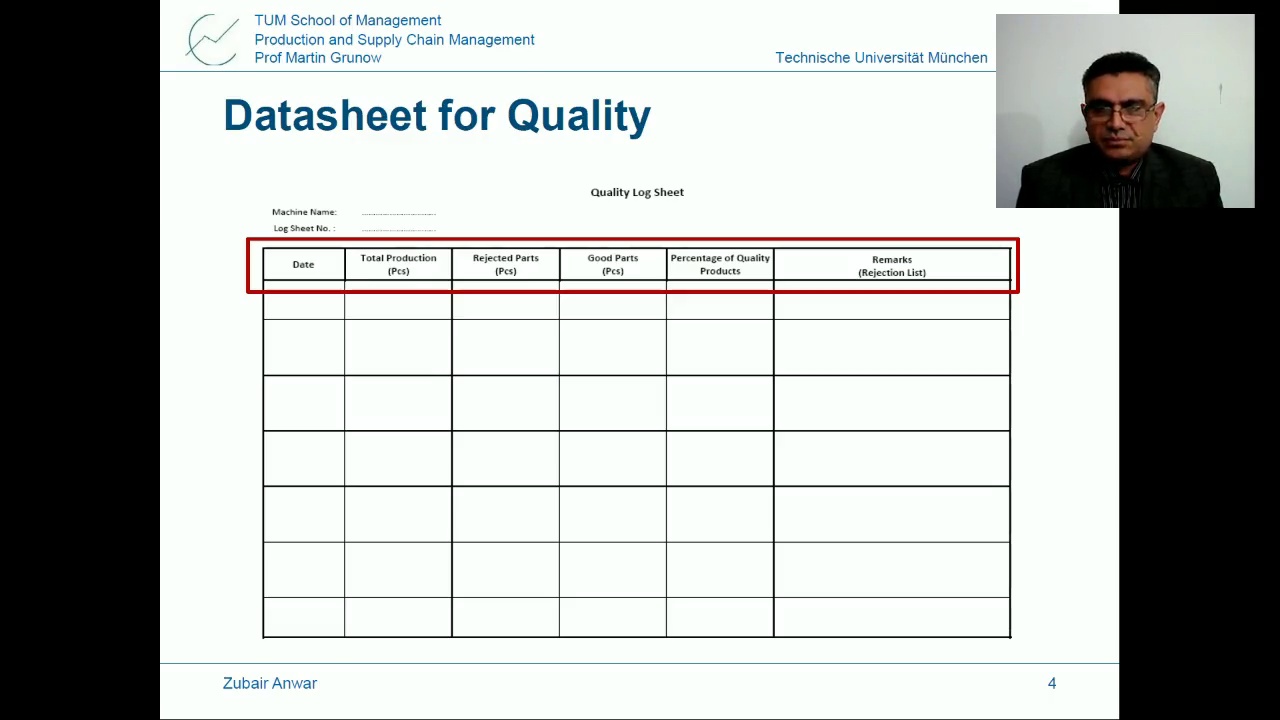 TUM School of Management
Production and Supply Chain Management
Prof Martin Grunow
Technische Universität München
Datasheet for Quality
Quality Log Sheet
Machine Name: ..............................
Log Sheet No. : ..............................
Date
Total Production
(Pcs)
Rejected Parts
(Pcs)
Good Parts
(Pcs)
Percentage of Quality
Products
Remarks
(Rejection List)
Zubair Anwar
4